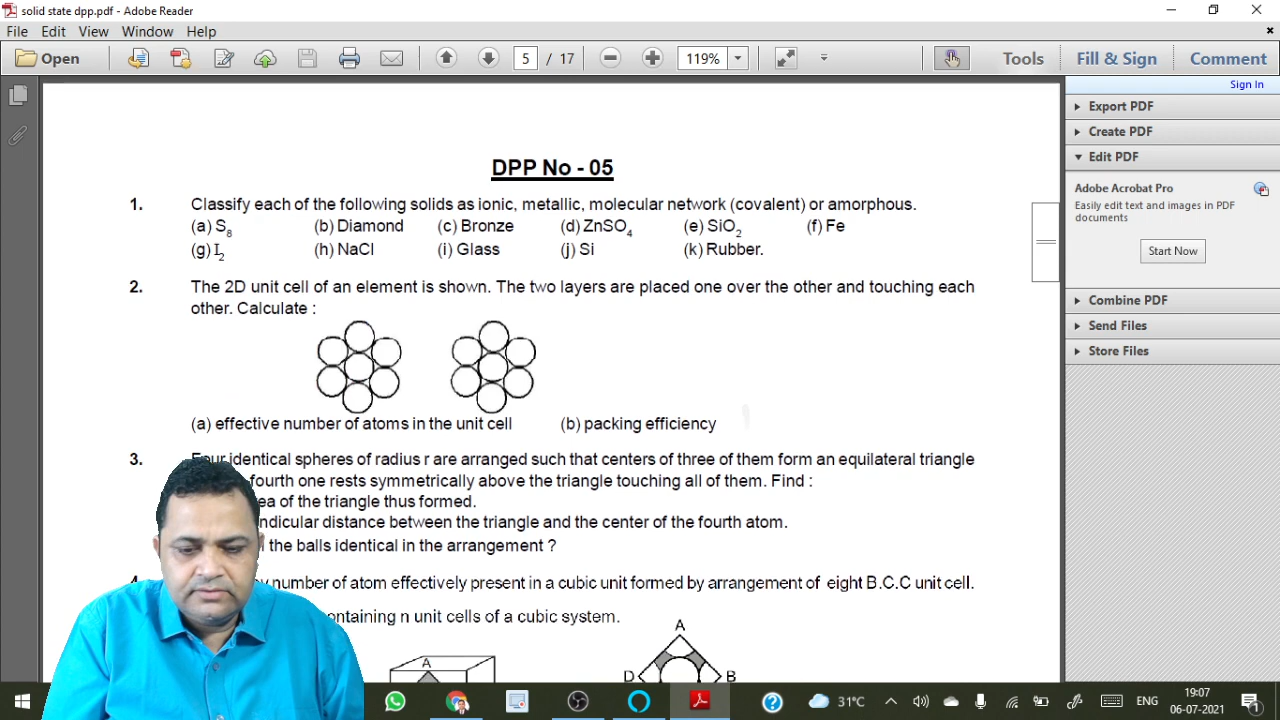 solid state dpp.pdf - Adobe Reader
File Edit View Window Help
Open 5 / 17 119% Tools Fill & Sign Comment
Sign In
Export PDF
Create PDF
Edit PDF
Adobe Acrobat Pro
Easily edit text and images in PDF
documents
Start Now
Combine PDF
Send Files
Store Files
DPP No - 05
1. Classify each of the following solids as ionic, metallic, molecular network (covalent) or amorphous.
(a) S8 (b) Diamond (c) Bronze (d) ZnSO4 (e) SiO2 (f) Fe
(g) I2 (h) NaCl (i) Glass (j) Si (k) Rubber.
2. The 2D unit cell of an element is shown. The two layers are placed one over the other and touching each
other. Calculate :
(a) effective number of atoms in the unit cell (b) packing efficiency
3. Four identical spheres of radius r are arranged such that centers of three of them form an equilateral triangle
fourth one rests symmetrically above the triangle touching all of them. Find :
of the triangle thus formed.
distance between the triangle and the center of the fourth atom.
the balls identical in the arrangement ?
4. number of atom effectively present in a cubic unit formed by arrangement of eight B.C.C unit cell.
n unit cells of a cubic system.
A
A
D B
31°C ENG 19:07
06-07-2021 1